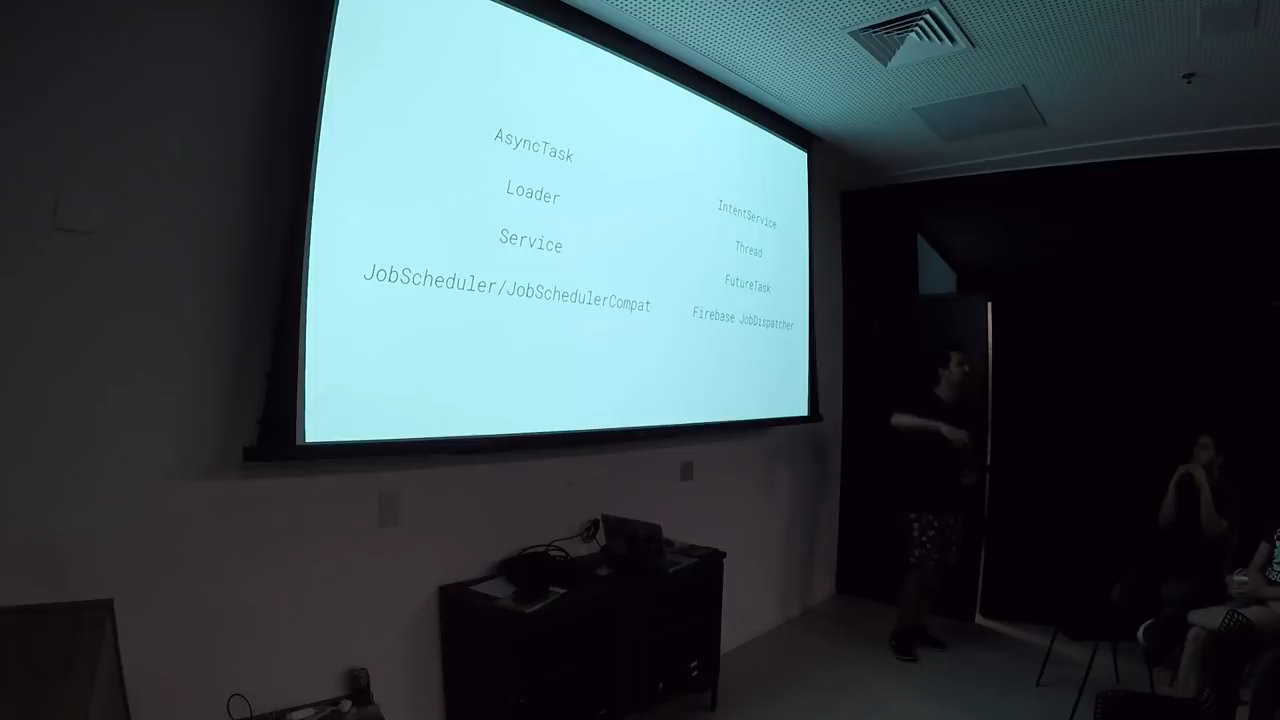 AsyncTask
Loader
Service
JobScheduler/JobSchedulerCompat
IntentService
Thread
FutureTask
Firebase JobDispatcher